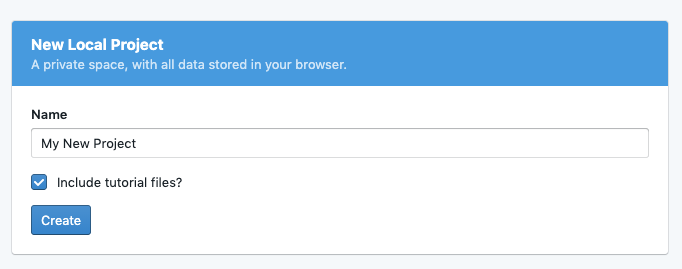 New Local Project
A private space, with all data stored in your browser.
Name
My New Project
Include tutorial files?
Create